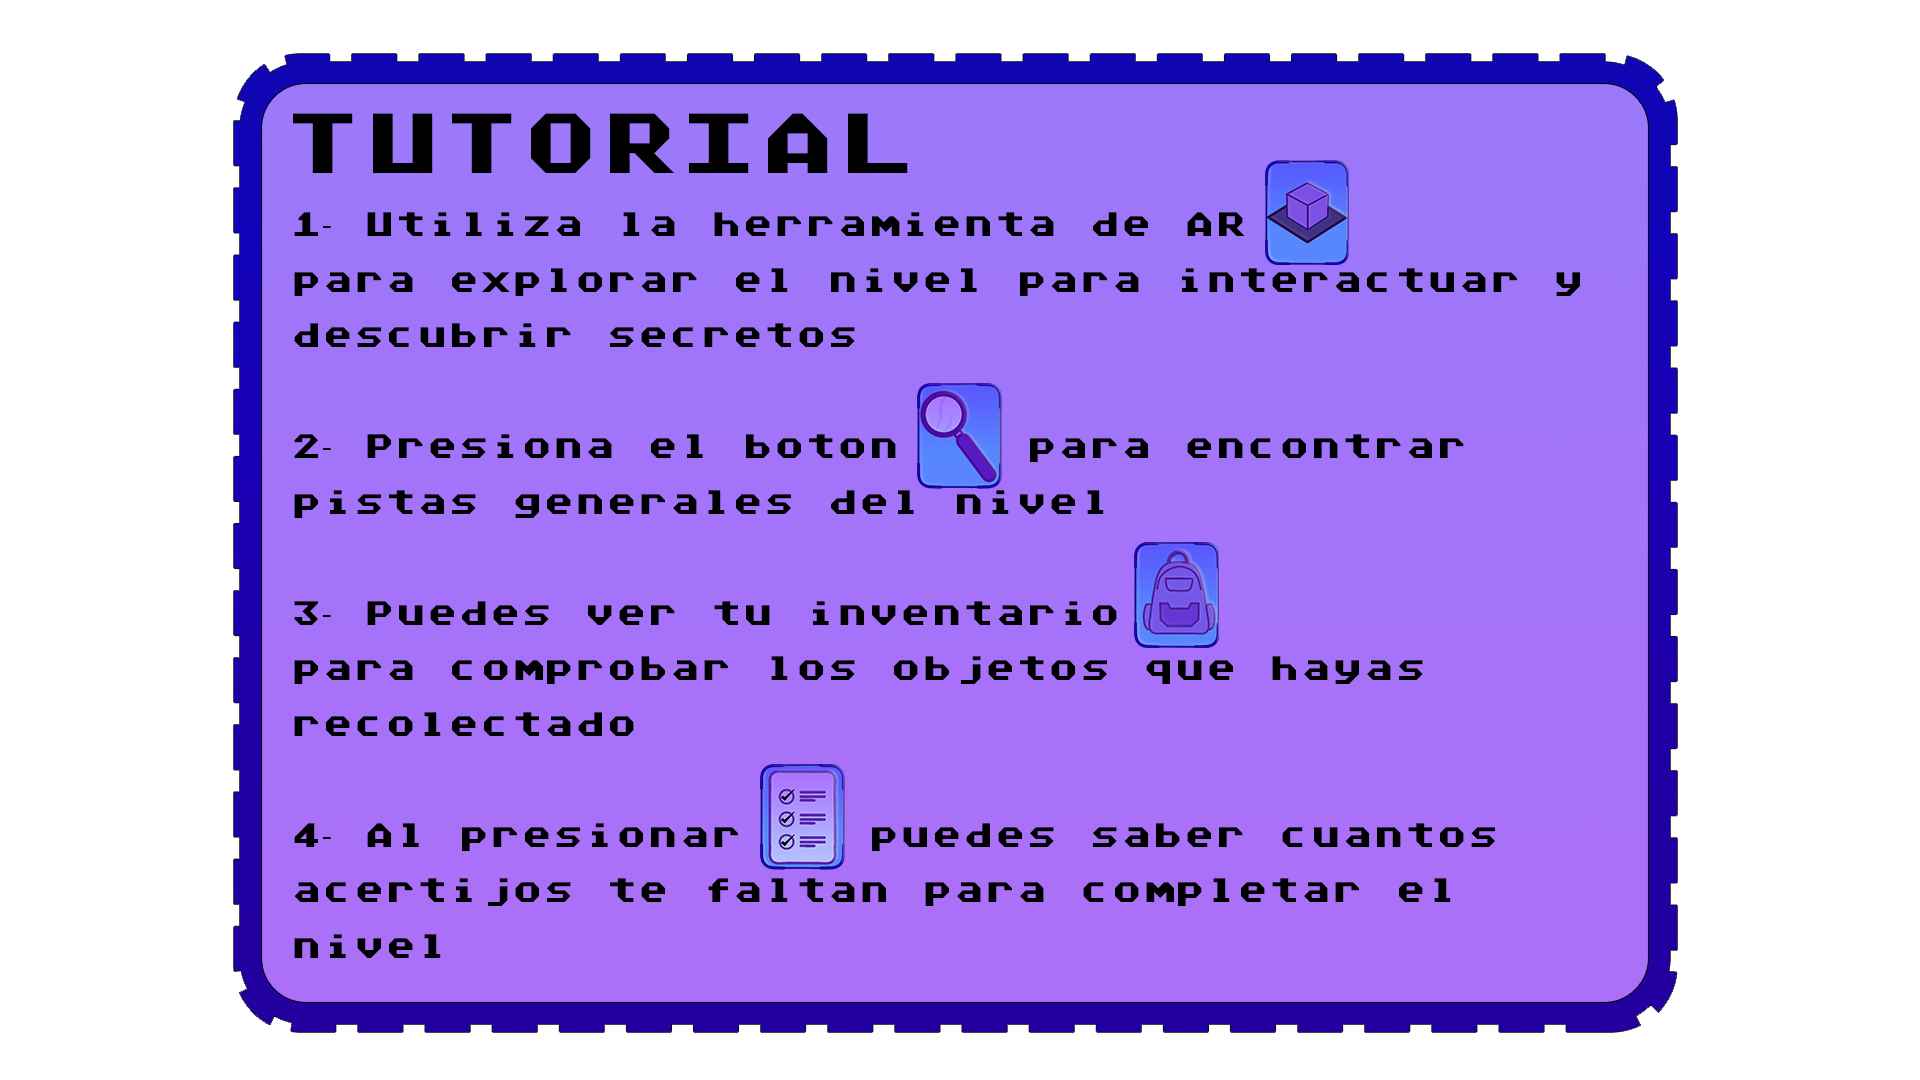 TUTORIAL
1- Utiliza la herramienta de AR
para explorar el nivel para interactuar y
descubrir secretos
2- Presiona el boton para encontrar
pistas generales del nivel
3- Puedes ver tu inventario
para comprobar los objetos que hayas
recolectado
4- Al presionar puedes saber cuantos
acertijos te faltan para completar el
nivel